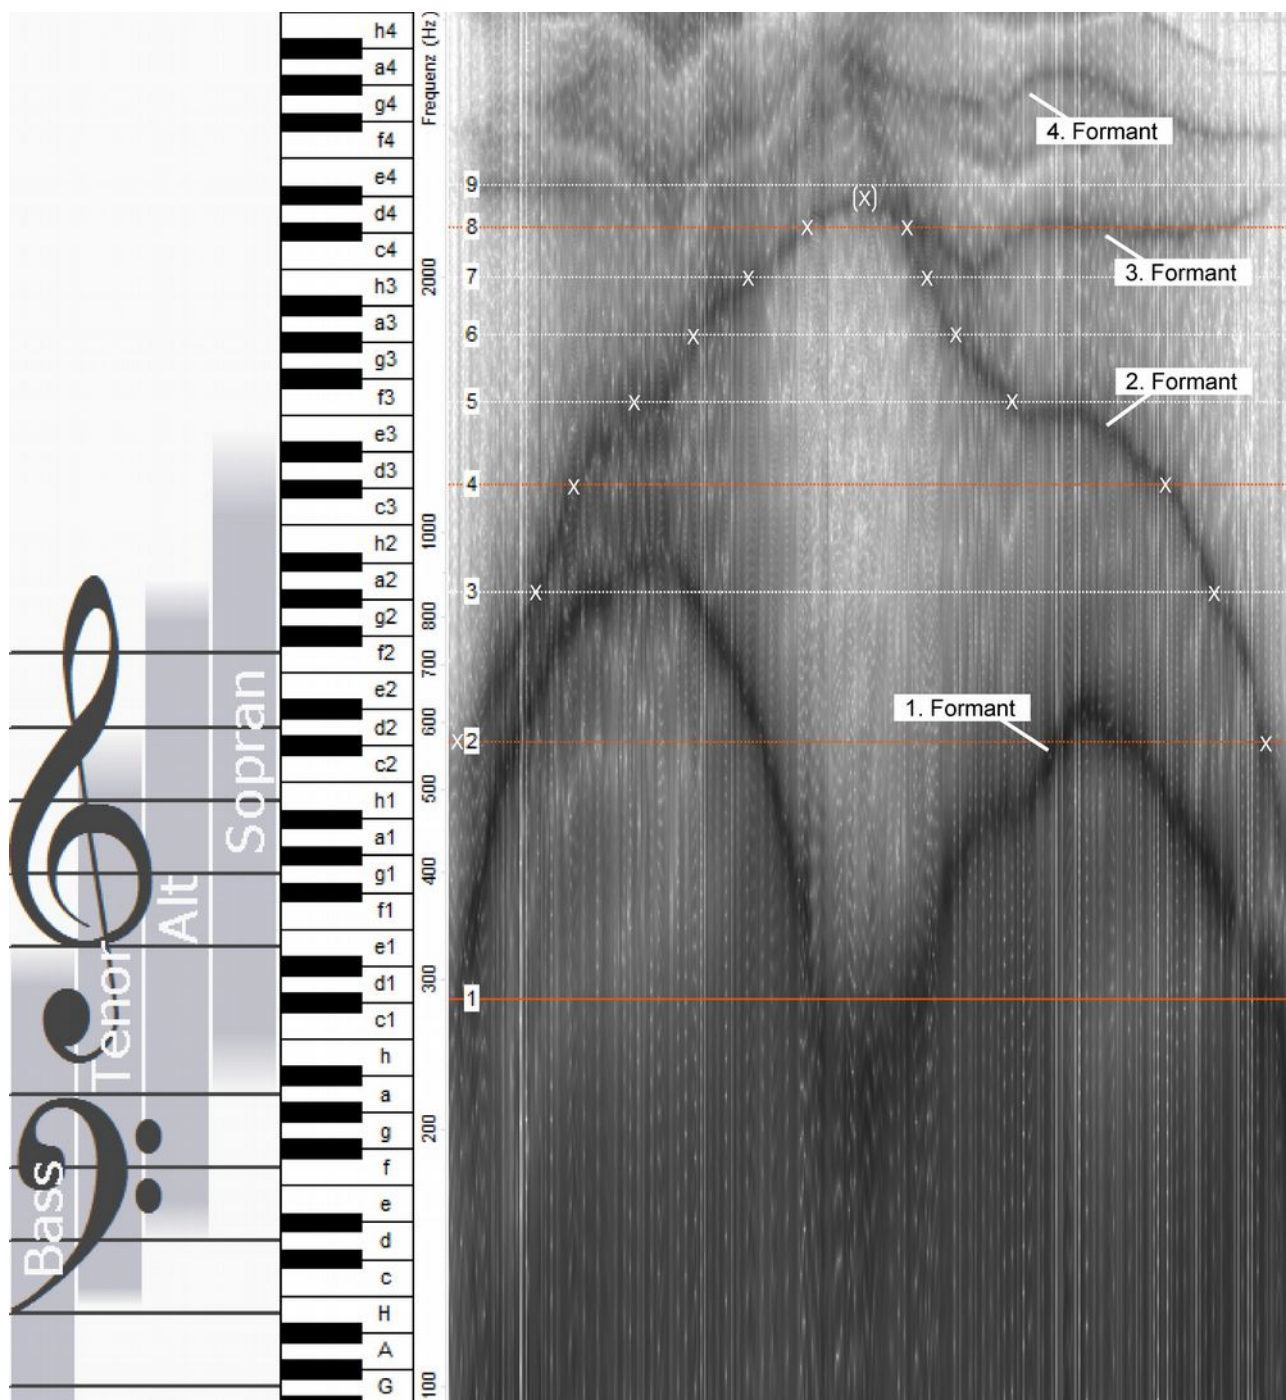 Bass
Tenor
Alt
Sopran
h4
a4
g4
f4
e4
d4
c4
h3
a3
g3
f3
e3
d3
c3
h2
a2
g2
f2
e2
d2
c2
h1
a1
g1
f1
e1
d1
c1
h
a
g
f
e
d
c
H
A
G
Frequenz (Hz)
2000
1000
800
700
600
500
400
300
200
100
9
8
7
6
5
4
3
2
1
(x)
x x
x x
x x
x x
x x
x x
x x
4. Formant
3. Formant
2. Formant
1. Formant